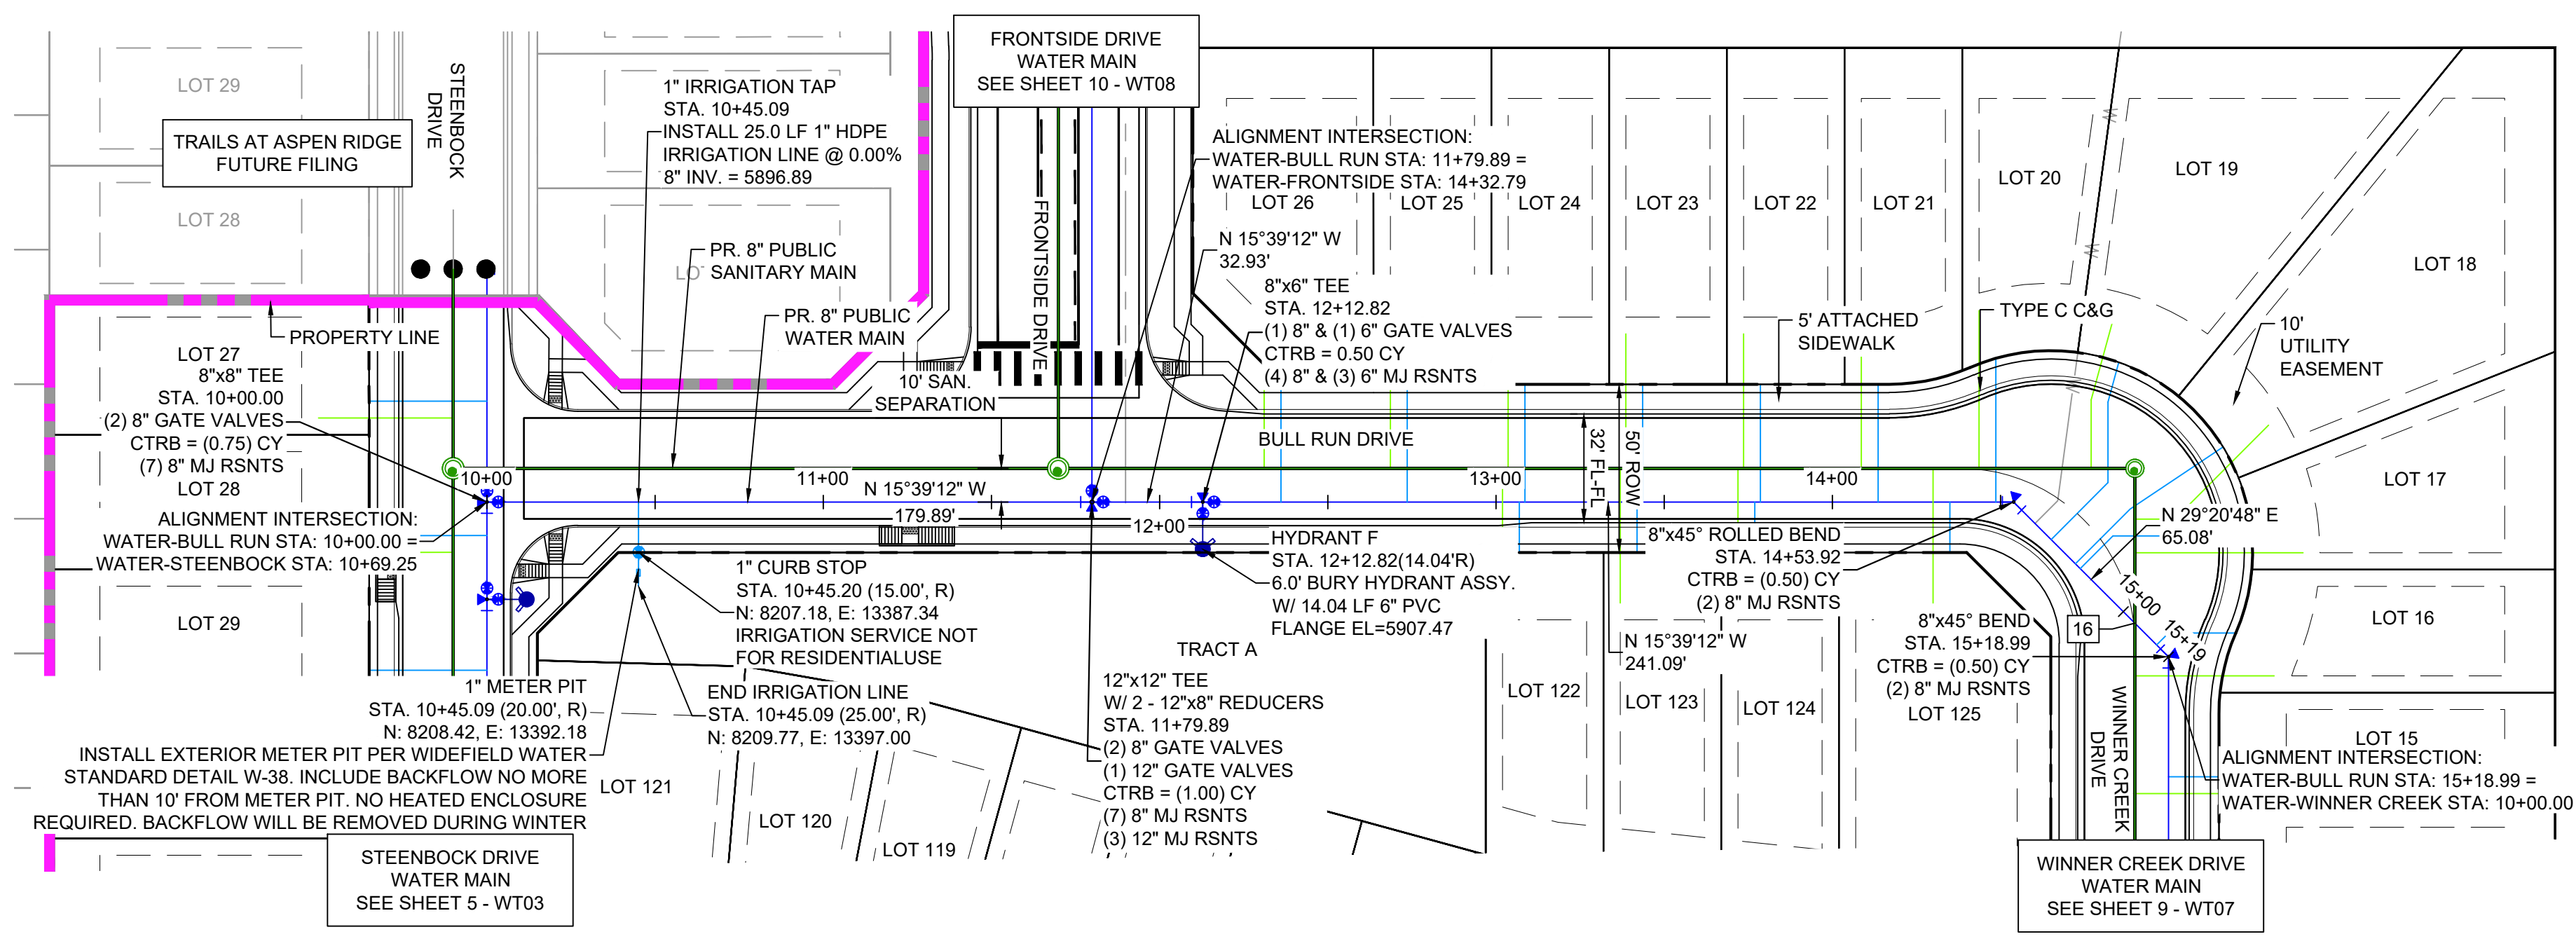 FRONTSIDE DRIVE
WATER MAIN
SEE SHEET 10 - WT08
LOT 29
STEENBOCK
DRIVE
TRAILS AT ASPEN RIDGE
FUTURE FILING
LOT 28
1" IRRIGATION TAP
STA. 10+45.09
INSTALL 25.0 LF 1" HDPE
IRRIGATION LINE @ 0.00%
8" INV. = 5896.89
ALIGNMENT INTERSECTION:
WATER-BULL RUN STA: 11+79.89 =
WATER-FRONTSIDE STA: 14+32.79
LOT 26
LOT 25
LOT 24
LOT 23
LOT 22
LOT 21
LOT 20
LOT 19
LOT 18
W
W
W
FRONTSIDE DRIVE
N 15°39'12" W
32.93'
PR. 8" PUBLIC
SANITARY MAIN
LO
8"x6" TEE
STA. 12+12.82
(1) 8" & (1) 6" GATE VALVES
CTRB = 0.50 CY
(4) 8" & (3) 6" MJ RSNTS
PR. 8" PUBLIC
WATER MAIN
PROPERTY LINE
5' ATTACHED
SIDEWALK
TYPE C C&G
10'
UTILITY
EASEMENT
LOT 27
8"x8" TEE
STA. 10+00.00
(2) 8" GATE VALVES
CTRB = (0.75) CY
(7) 8" MJ RSNTS
LOT 28
10' SAN.
SEPARATION
BULL RUN DRIVE
32' FL-FL
50' ROW
10+00
11+00
12+00
13+00
14+00
15+00
15+19
N 15°39'12" W
179.89'
LOT 17
N 29°20'48" E
65.08'
ALIGNMENT INTERSECTION:
WATER-BULL RUN STA: 10+00.00 =
WATER-STEENBOCK STA: 10+69.25
HYDRANT F
STA. 12+12.82(14.04'R)
6.0' BURY HYDRANT ASSY.
W/ 14.04 LF 6" PVC
FLANGE EL=5907.47
8"x45° ROLLED BEND
STA. 14+53.92
CTRB = (0.50) CY
(2) 8" MJ RSNTS
1" CURB STOP
STA. 10+45.20 (15.00', R)
N: 8207.18, E: 13387.34
IRRIGATION SERVICE NOT
FOR RESIDENTIALUSE
LOT 29
TRACT A
N 15°39'12" W
241.09'
8"x45° BEND
STA. 15+18.99
CTRB = (0.50) CY
(2) 8" MJ RSNTS
16
LOT 16
1" METER PIT
STA. 10+45.09 (20.00', R)
N: 8208.42, E: 13392.18
INSTALL EXTERIOR METER PIT PER WIDEFIELD WATER
STANDARD DETAIL W-38. INCLUDE BACKFLOW NO MORE
THAN 10' FROM METER PIT. NO HEATED ENCLOSURE
REQUIRED. BACKFLOW WILL BE REMOVED DURING WINTER
END IRRIGATION LINE
STA. 10+45.09 (25.00', R)
N: 8209.77, E: 13397.00
12"x12" TEE
W/ 2 - 12"x8" REDUCERS
STA. 11+79.89
(2) 8" GATE VALVES
(1) 12" GATE VALVES
CTRB = (1.00) CY
(7) 8" MJ RSNTS
(3) 12" MJ RSNTS
LOT 122
LOT 123
LOT 124
LOT 125
WINNER CREEK
DRIVE
LOT 15
ALIGNMENT INTERSECTION:
WATER-BULL RUN STA: 15+18.99 =
WATER-WINNER CREEK STA: 10+00.00
LOT 121
LOT 120
LOT 119
STEENBOCK DRIVE
WATER MAIN
SEE SHEET 5 - WT03
WINNER CREEK DRIVE
WATER MAIN
SEE SHEET 9 - WT07